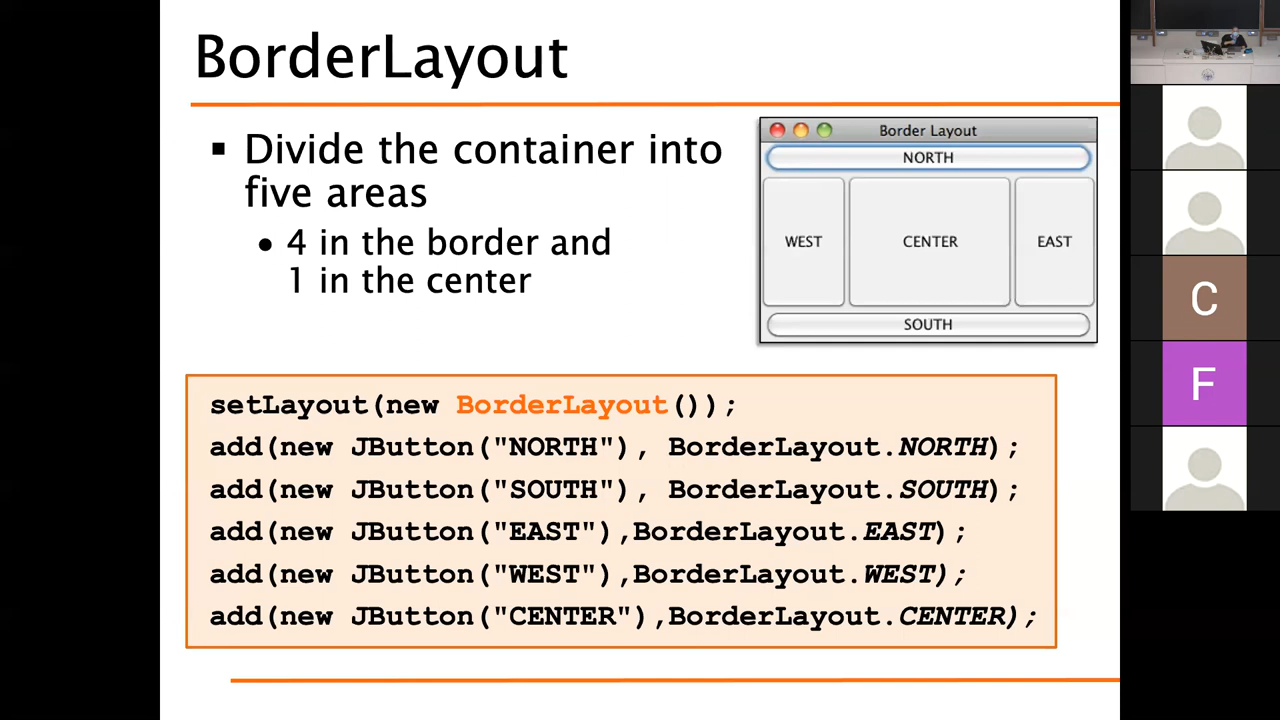 BorderLayout
▪ Divide the container into
five areas
• 4 in the border and
1 in the center
Border Layout
NORTH
WEST
CENTER
EAST
SOUTH
setLayout(new BorderLayout());
add(new JButton("NORTH"), BorderLayout.NORTH);
add(new JButton("SOUTH"), BorderLayout.SOUTH);
add(new JButton("EAST"),BorderLayout.EAST);
add(new JButton("WEST"),BorderLayout.WEST);
add(new JButton("CENTER"),BorderLayout.CENTER);
C
F